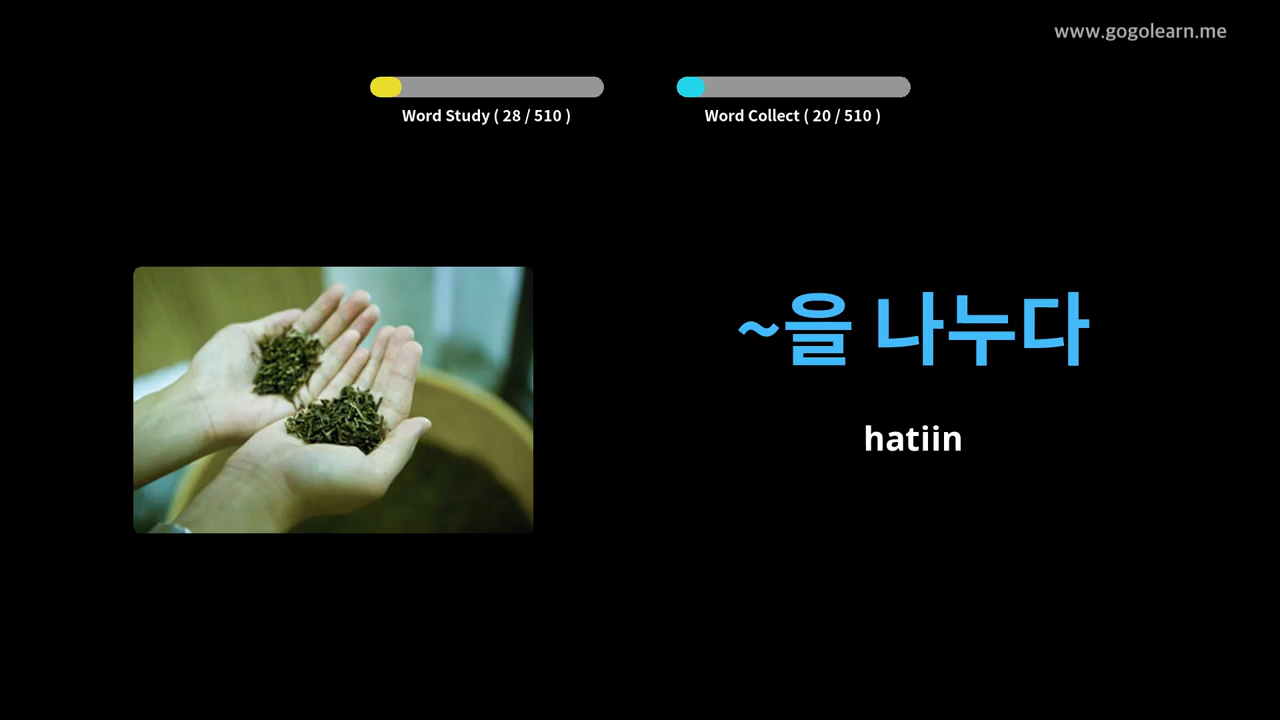 www.gogolearn.me
Word Study ( 28 / 510 )
Word Collect ( 20 / 510 )
~을 나누다
hatiin